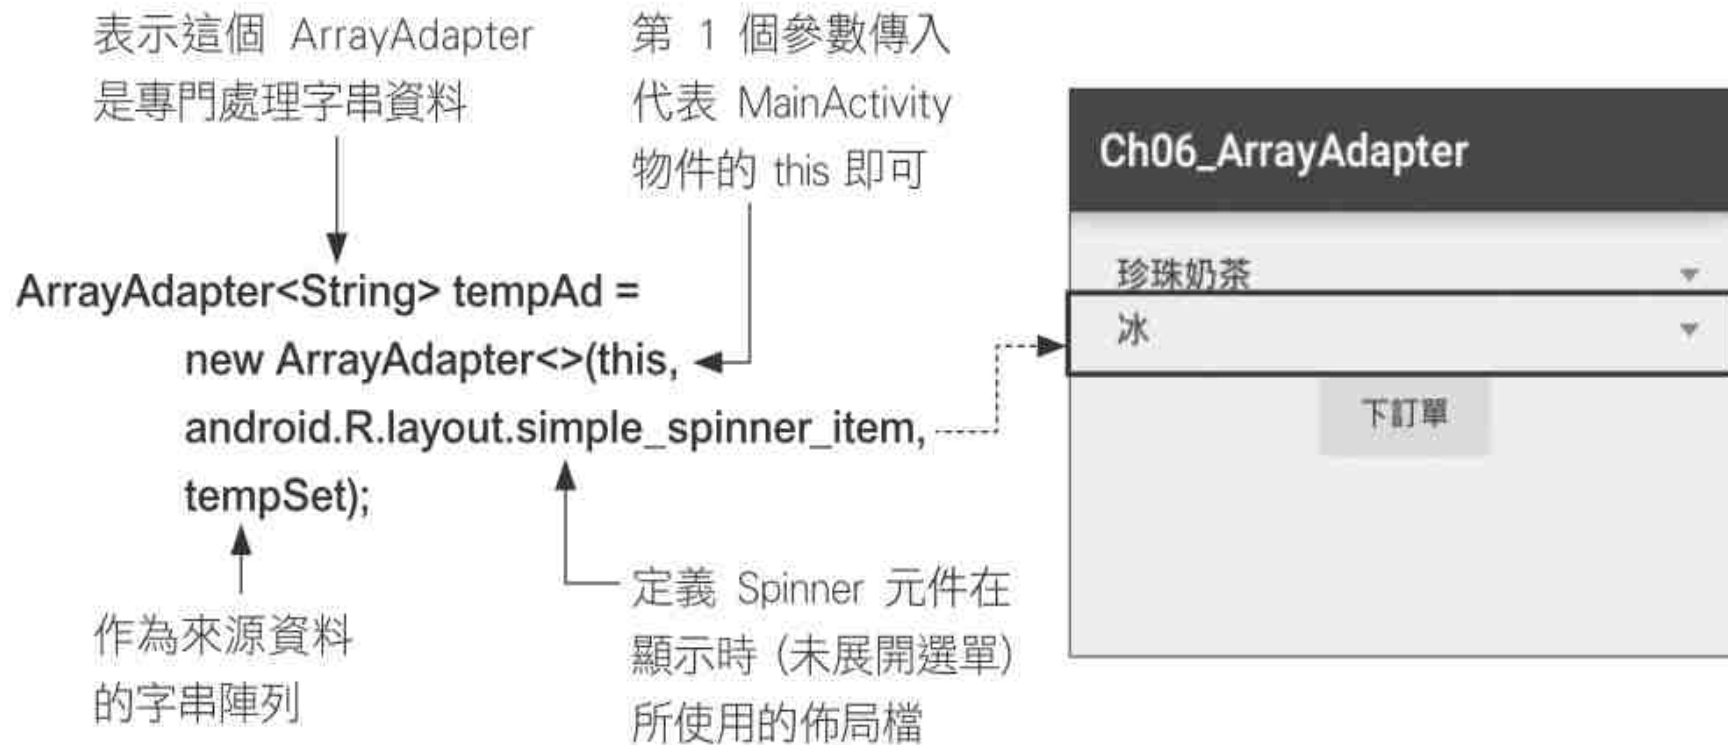 表示這個 ArrayAdapter
是專門處理字串資料
第 1 個參數傳入
代表 MainActivity
物件的 this 即可
ArrayAdapter<String> tempAd =
new ArrayAdapter<>(this,
android.R.layout.simple_spinner_item,
tempSet);
作為來源資料
的字串陣列
定義 Spinner 元件在
顯示時 (未展開選單)
所使用的佈局檔
Ch06_ArrayAdapter
珍珠奶茶
冰
下訂單